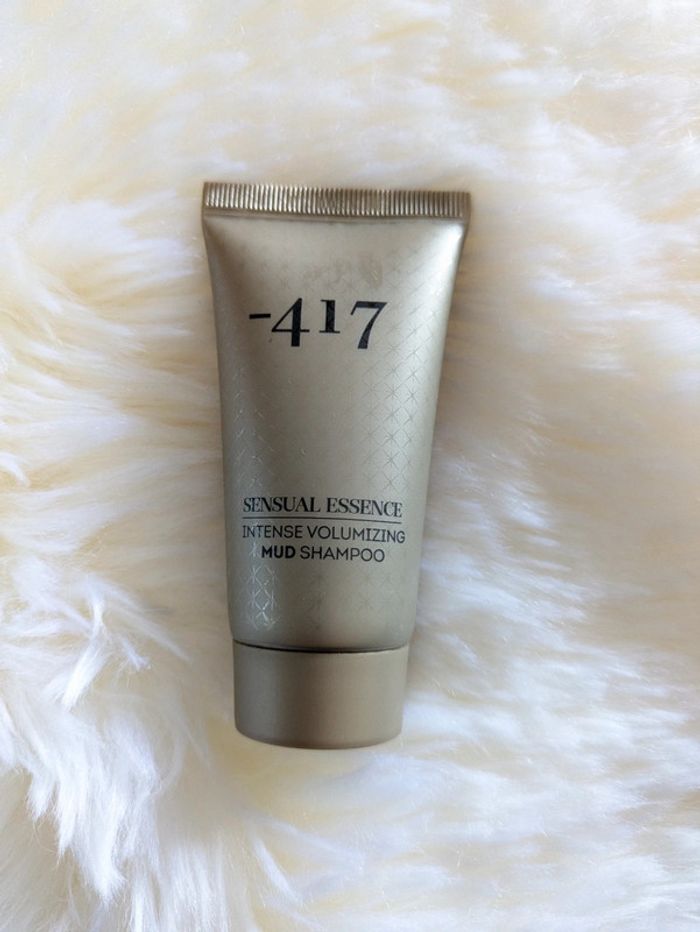 -417
SENSUAL ESSENCE
INTENSE VOLUMIZING
MUD SHAMPOO